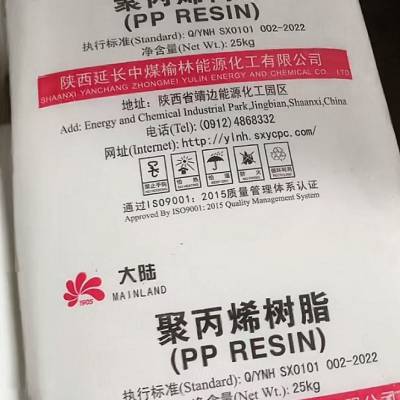 聚丙烯树脂
(PP RESIN)
执行标准(Standard): Q/YNH SX0101 002-2022
净含量(Net Wt.): 25kg
陕西延长中煤榆林能源化工有限公司
SHAANXI YANCHANG ZHONGMEI YULIN ENERGY AND CHEMICAL CO., LTD
地址: 陕西省靖边能源化工园区
Add: Energy and Chemical Industrial Park, Jingbian, Shaanxi, China
电话(Tel): (0912) 4868332
网址(Internet): http://ylnh.sxycpc.com/
通过ISO9001: 2015质量管理体系认证
Approved By ISO9001: 2015 Quality Management System
大陆
MAINLAND
1905
聚丙烯树脂
(PP RESIN)
执行标准(Standard): Q/YNH SX0101 002-2022
净含量(Net Wt.): 25kg